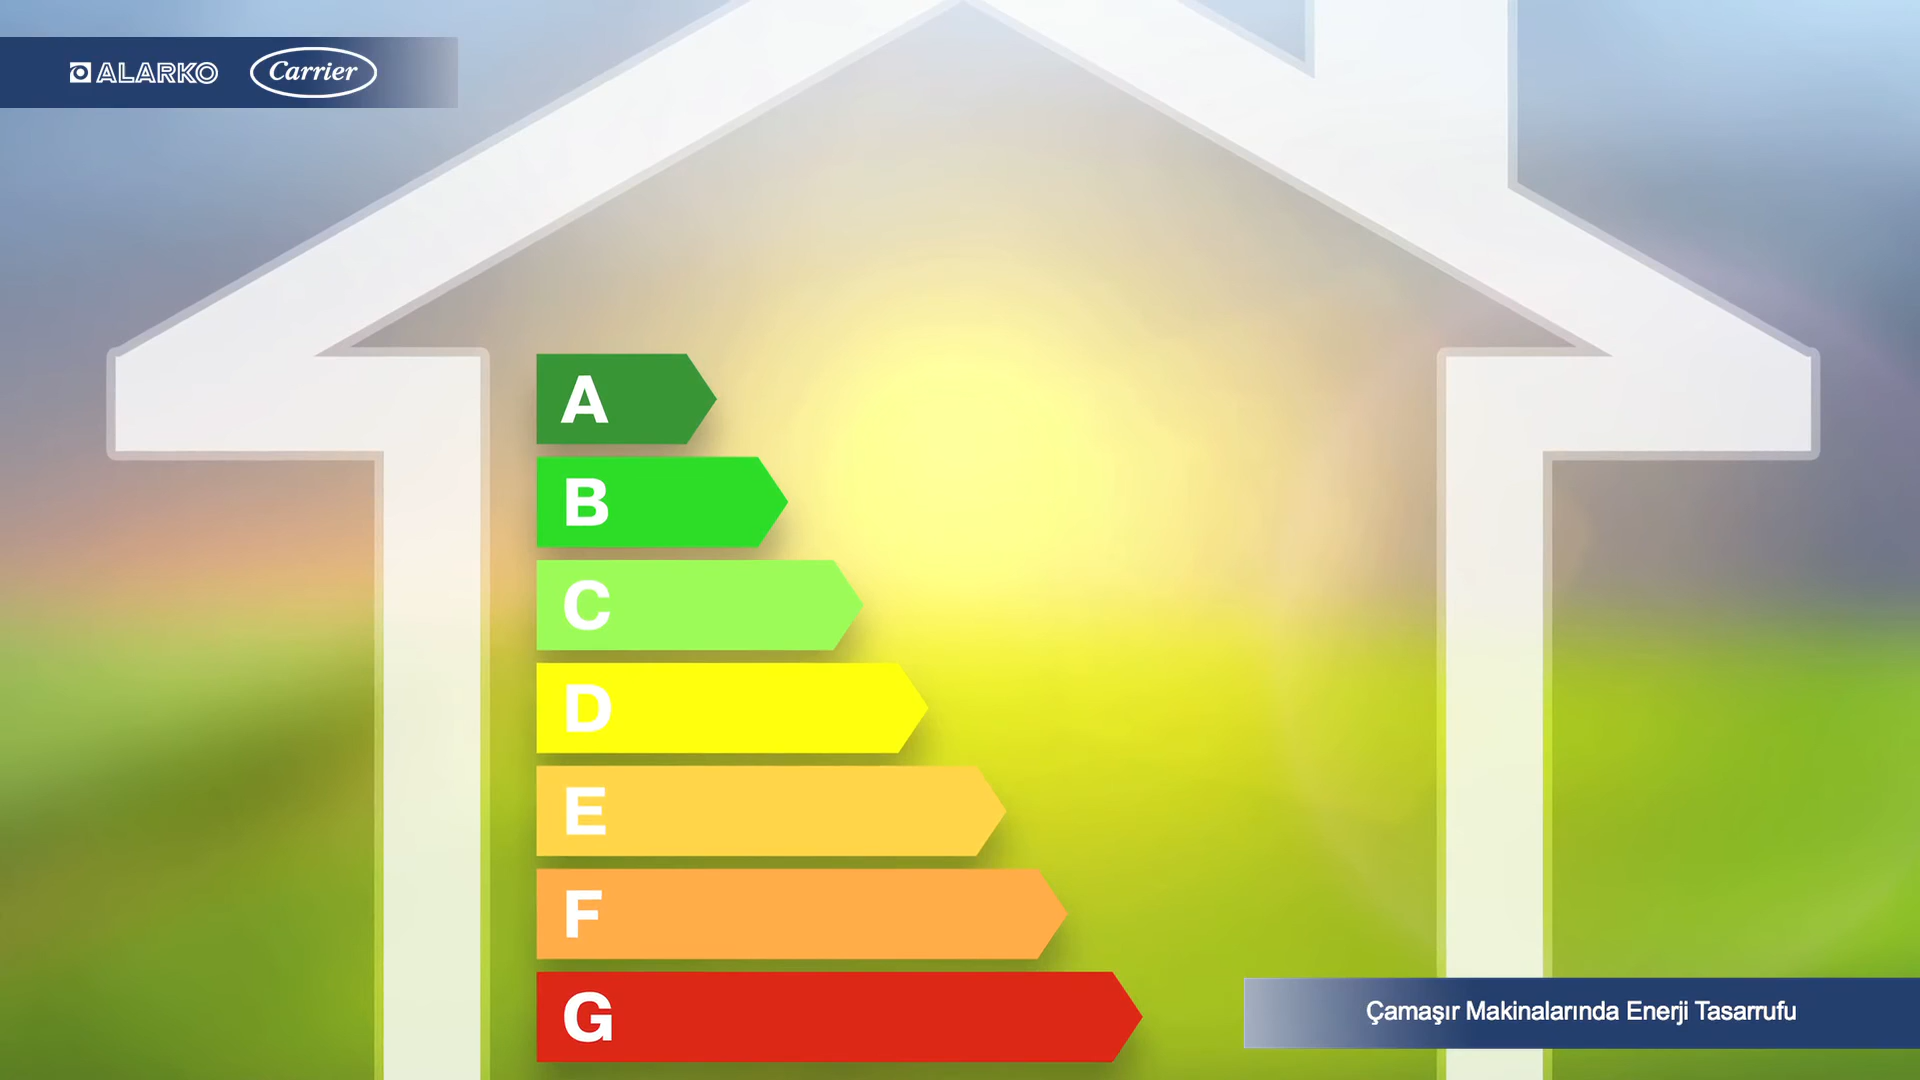 ALARKO Carrier
A
B
C
D
E
F
G
Çamaşır Makinalarında Enerji Tasarrufu